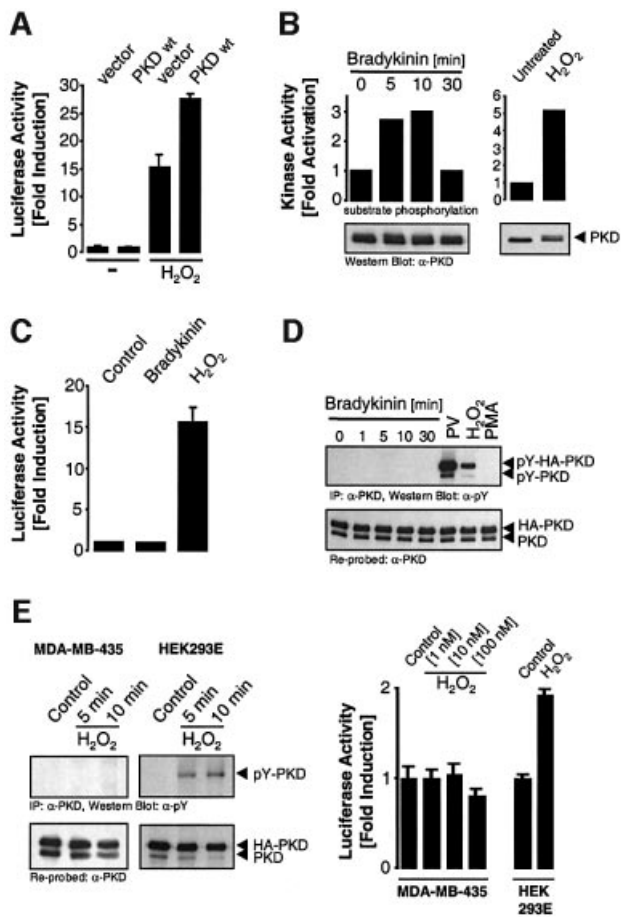 A
vector
PKD wt
vector
PKD wt
Luciferase Activity
[Fold Induction]
30
25
20
15
10
5
0
-
H2O2
B
Bradykinin [min]
0 5 10 30
Kinase Activity
[Fold Activation]
3
2
1
substrate phosphorylation
Western Blot: α-PKD
Untreated
H2O2
6
5
4
3
2
1
PKD
C
Control
Bradykinin
H2O2
Luciferase Activity
[Fold Induction]
20
15
10
5
0
D
Bradykinin [min]
0 1 5 10 30 PV H2O2 PMA
pY-HA-PKD
pY-PKD
IP: α-PKD, Western Blot: α-pY
HA-PKD
PKD
Re-probed: α-PKD
E
MDA-MB-435 HEK293E
Control
5 min
10 min
H2O2
Control
5 min
10 min
H2O2
pY-PKD
IP: α-PKD, Western Blot: α-pY
HA-PKD
PKD
Re-probed: α-PKD
Control
[1 nM]
[10 nM]
[100 nM]
H2O2
Control
H2O2
Luciferase Activity
[Fold Induction]
2
1
0
MDA-MB-435
HEK
293E